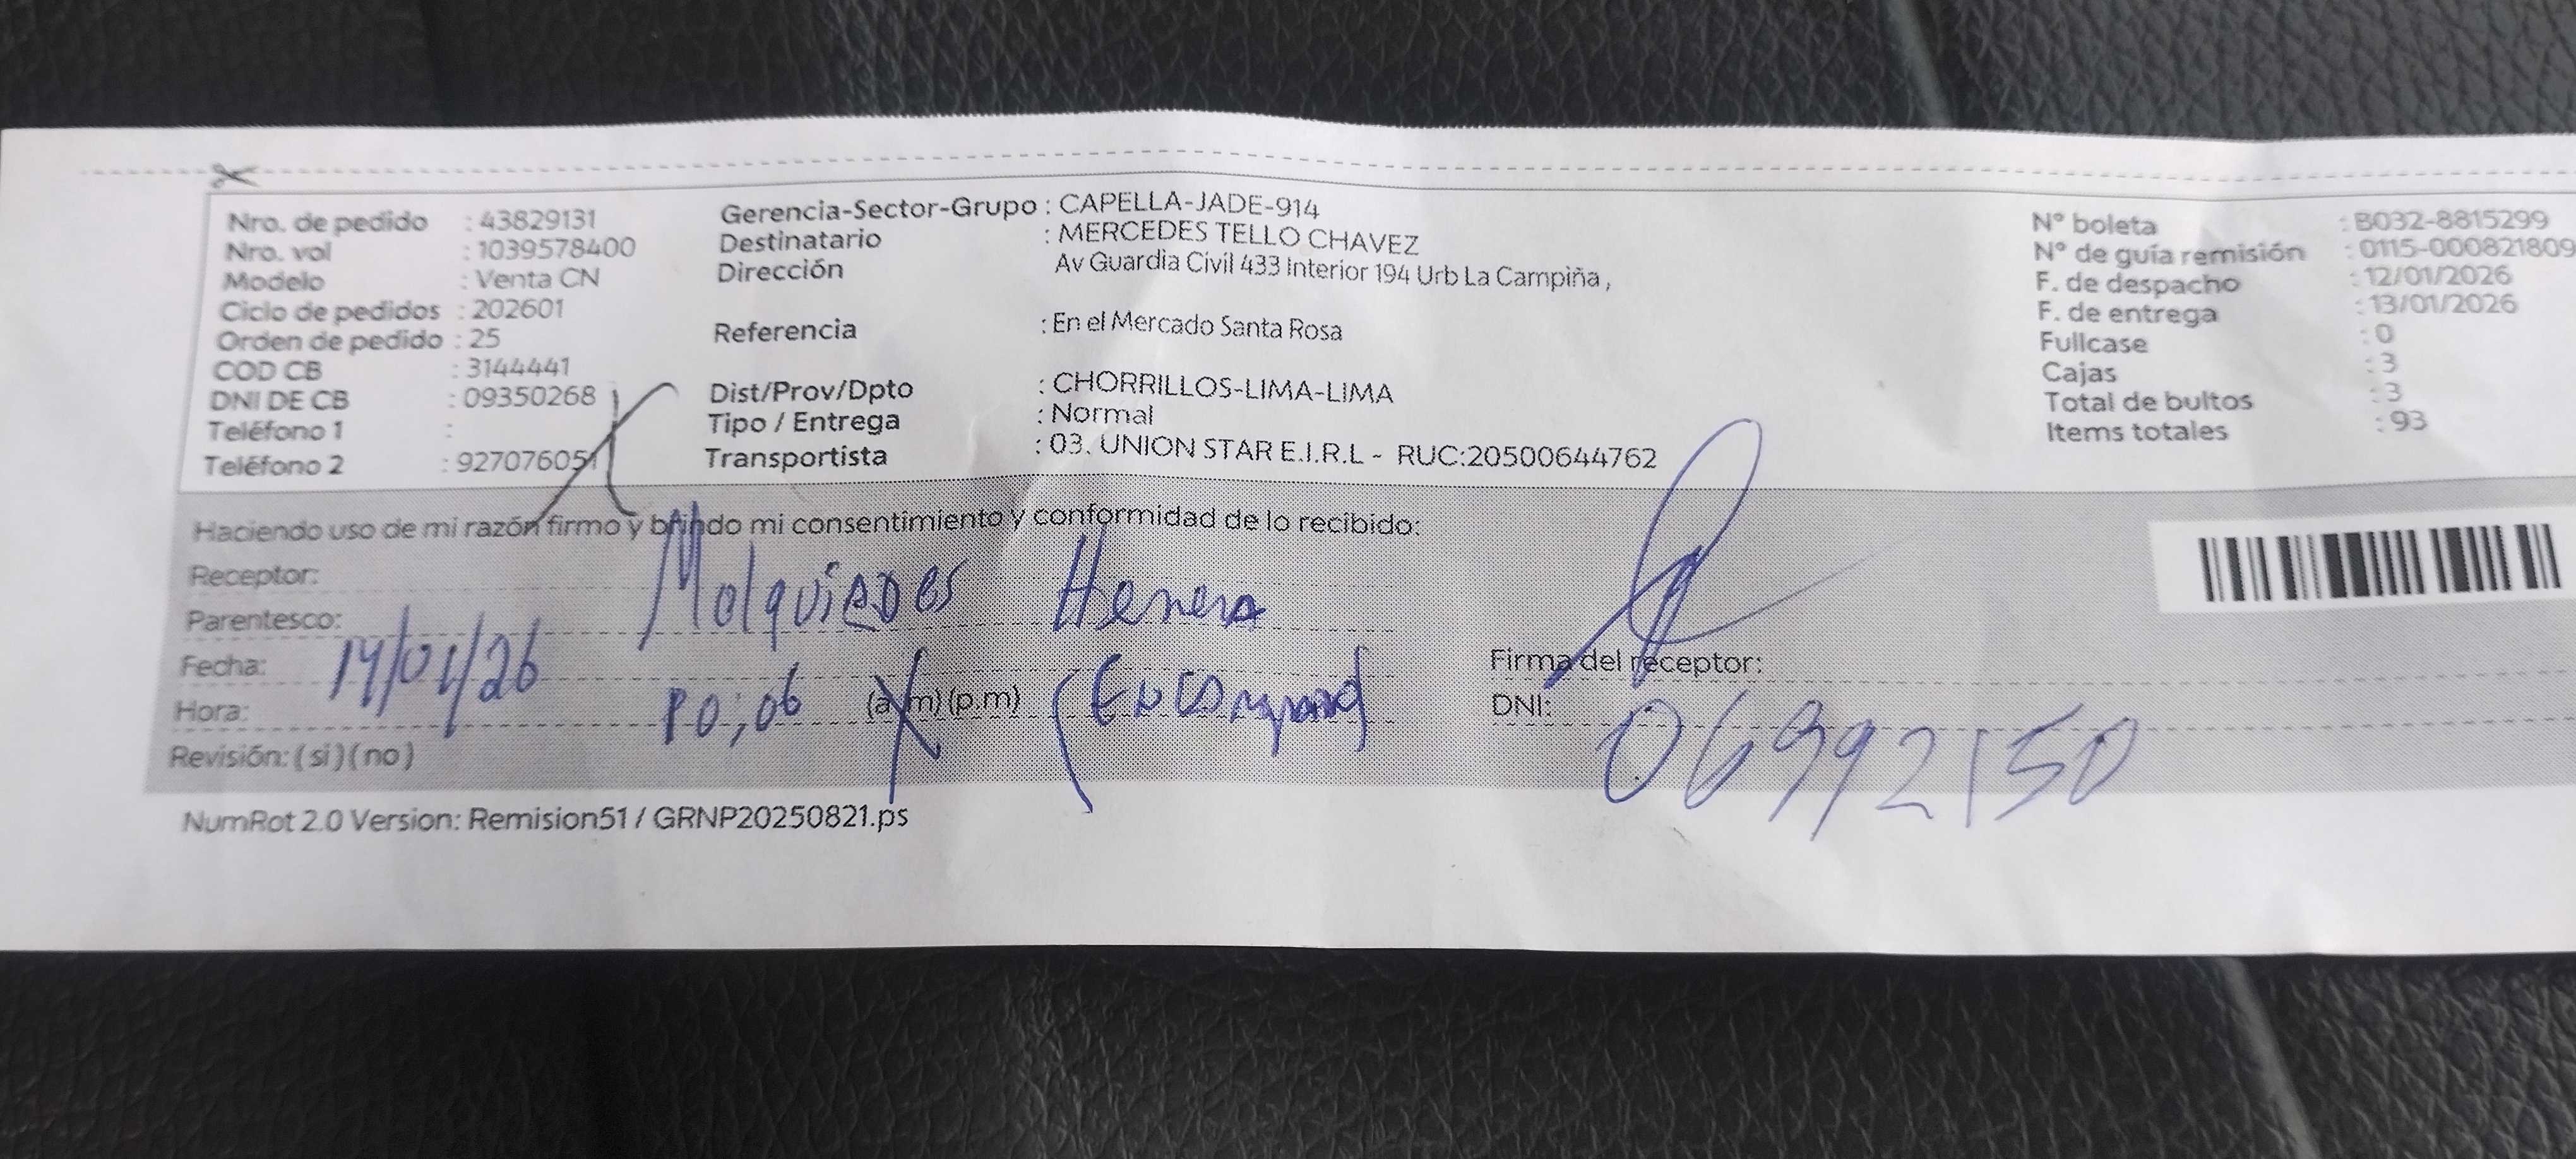 Nro. de pedido : 43829131
Nro. vol : 1039578400
Modelo : Venta CN
Ciclo de pedidos : 202601
Orden de pedido : 25
COD CB : 3144441
DNI DE CB : 09350268
Teléfono 1 :
Teléfono 2 : 927076051
Gerencia-Sector-Grupo : CAPELLA-JADE-914
Destinatario : MERCEDES TELLO CHAVEZ
Dirección Av Guardia Civil 433 Interior 194 Urb La Campiña,
Referencia : En el Mercado Santa Rosa
Dist/Prov/Dpto : CHORRILLOS-LIMA-LIMA
Tipo / Entrega : Normal
Transportista : 03. UNION STAR E.I.R.L - RUC:20500644762
N° boleta : B032-8815299
N° de guía remisión : 0115-000821809
F. de despacho : 12/01/2026
F. de entrega : 13/01/2026
Fullcase : 0
Cajas : 3
Total de bultos : 3
Items totales : 93
Haciendo uso de mi razón firmo y brindo mi consentimiento y conformidad de lo recibido:
Receptor:
Melquiades Herrera
Parentesco:
Fecha: 14/01/26
Hora: 10:06 (a.m)(p.m)
Revisión: (si)(no)
Firma del receptor:
DNI: 06992150
NumRot 2.0 Version: Remision51 / GRNP20250821.ps